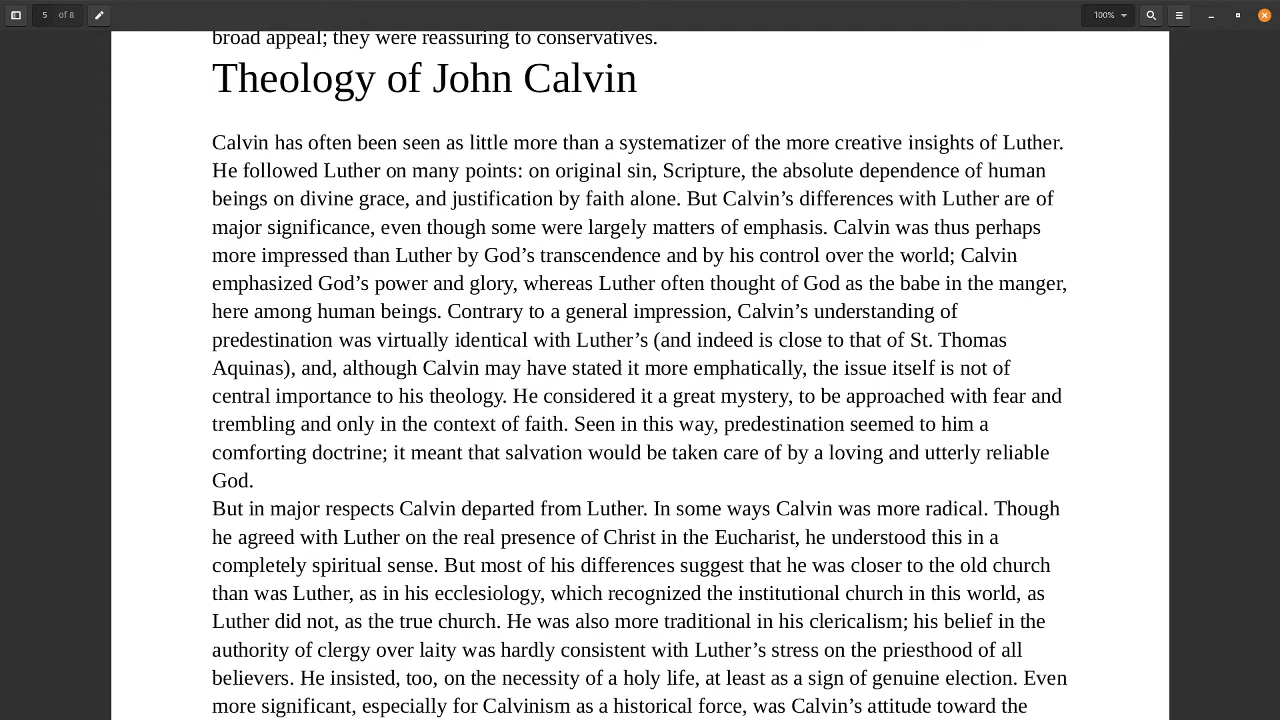 5 of 8
100%
broad appeal; they were reassuring to conservatives.
Theology of John Calvin
Calvin has often been seen as little more than a systematizer of the more creative insights of Luther.
He followed Luther on many points: on original sin, Scripture, the absolute dependence of human
beings on divine grace, and justification by faith alone. But Calvin’s differences with Luther are of
major significance, even though some were largely matters of emphasis. Calvin was thus perhaps
more impressed than Luther by God’s transcendence and by his control over the world; Calvin
emphasized God’s power and glory, whereas Luther often thought of God as the babe in the manger,
here among human beings. Contrary to a general impression, Calvin’s understanding of
predestination was virtually identical with Luther’s (and indeed is close to that of St. Thomas
Aquinas), and, although Calvin may have stated it more emphatically, the issue itself is not of
central importance to his theology. He considered it a great mystery, to be approached with fear and
trembling and only in the context of faith. Seen in this way, predestination seemed to him a
comforting doctrine; it meant that salvation would be taken care of by a loving and utterly reliable
God.
But in major respects Calvin departed from Luther. In some ways Calvin was more radical. Though
he agreed with Luther on the real presence of Christ in the Eucharist, he understood this in a
completely spiritual sense. But most of his differences suggest that he was closer to the old church
than was Luther, as in his ecclesiology, which recognized the institutional church in this world, as
Luther did not, as the true church. He was also more traditional in his clericalism; his belief in the
authority of clergy over laity was hardly consistent with Luther’s stress on the priesthood of all
believers. He insisted, too, on the necessity of a holy life, at least as a sign of genuine election. Even
more significant, especially for Calvinism as a historical force, was Calvin’s attitude toward the